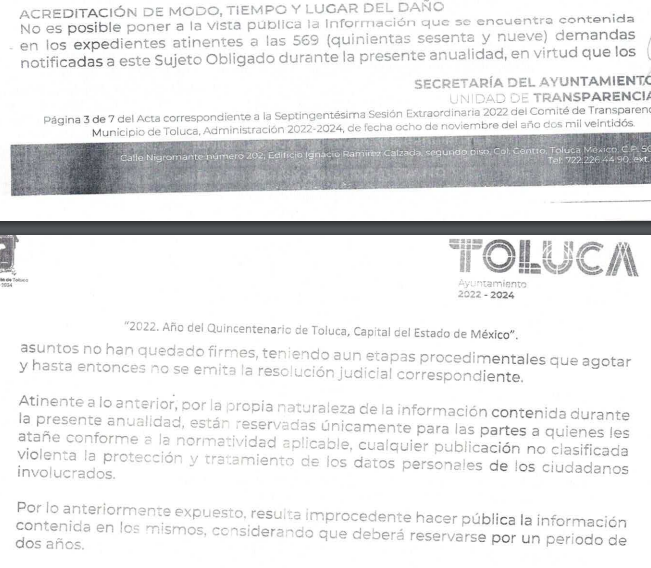 ACREDITACIÓN DE MODO, TIEMPO Y LUGAR DEL DAÑO
No es posible poner a la vista pública la Información que se encuentra contenida
en los expedientes atinentes a las 569 (quinientas sesenta y nueve) demandas
notificadas a este Sujeto Obligado durante la presente anualidad, en virtud que los
SECRETARÍA DEL AYUNTAMIENTO
UNIDAD DE TRANSPARENCIA
Página 3 de 7 del Acta correspondiente a la Septingentésima Sesión Extraordinaria 2022 del Comité de Transparenc
Municipio de Toluca, Administración 2022-2024, de fecha ocho de noviembre del año dos mil veintidós.
Calle Nigromante número 202, Edificio Ignacio Ramírez Calzada, segundo piso, Col. Centro, Toluca México, C.P. 50
Tel: 722 226 44 90, ext.
TOLUCA
Ayuntamiento
2022 - 2024
"2022. Año del Quincentenario de Toluca, Capital del Estado de México".
asuntos no han quedado firmes, teniendo aun etapas procedimentales que agotar
y hasta entonces no se emita la resolución judicial correspondiente.
Atinente a lo anterior, por la propia naturaleza de la información contenida durante
la presente anualidad, están reservadas únicamente para las partes a quienes les
atañe conforme a la normatividad aplicable, cualquier publicación no clasificada
violenta la protección y tratamiento de los datos personales de los ciudadanos
involucrados.
Por lo anteriormente expuesto, resulta improcedente hacer pública la información
contenida en los mismos, considerando que deberá reservarse por un periodo de
dos años.